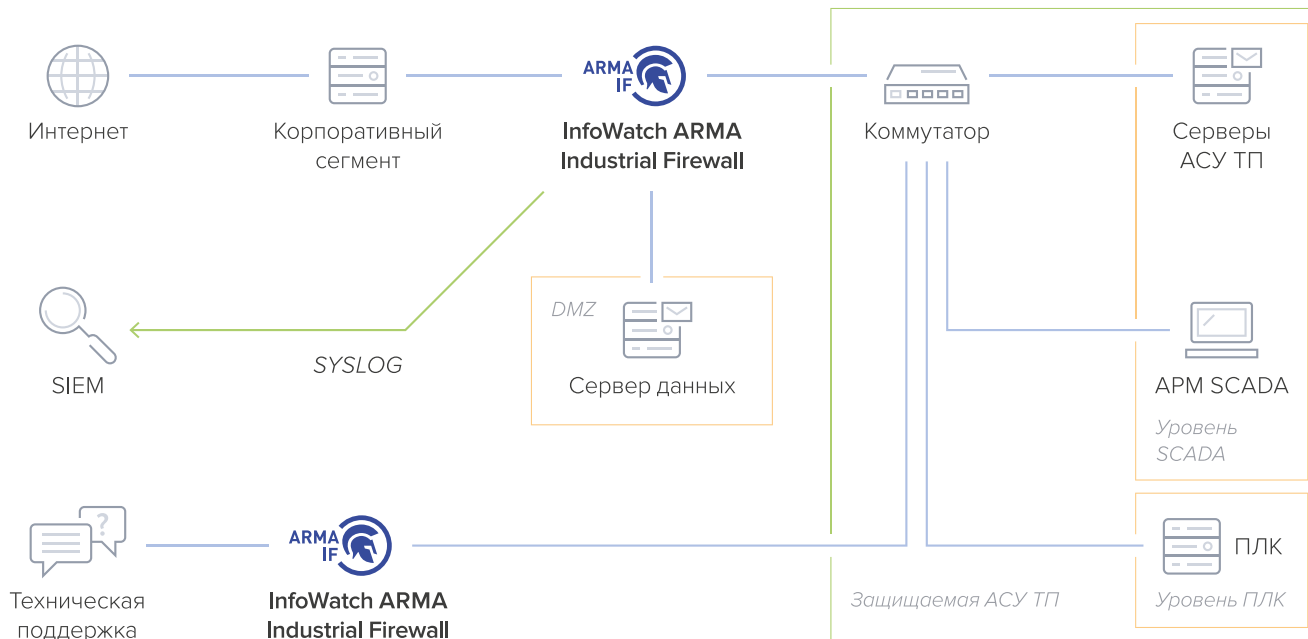 ARMA
IF
Интернет
Корпоративный
сегмент
InfoWatch ARMA
Industrial Firewall
Коммутатор
Серверы
АСУ ТП
DMZ
SYSLOG
SIEM
Сервер данных
АРМ SCADA
Уровень
SCADA
?
ARMA
IF
ПЛК
Техническая
поддержка
InfoWatch ARMA
Industrial Firewall
Защищаемая АСУ ТП
Уровень ПЛК